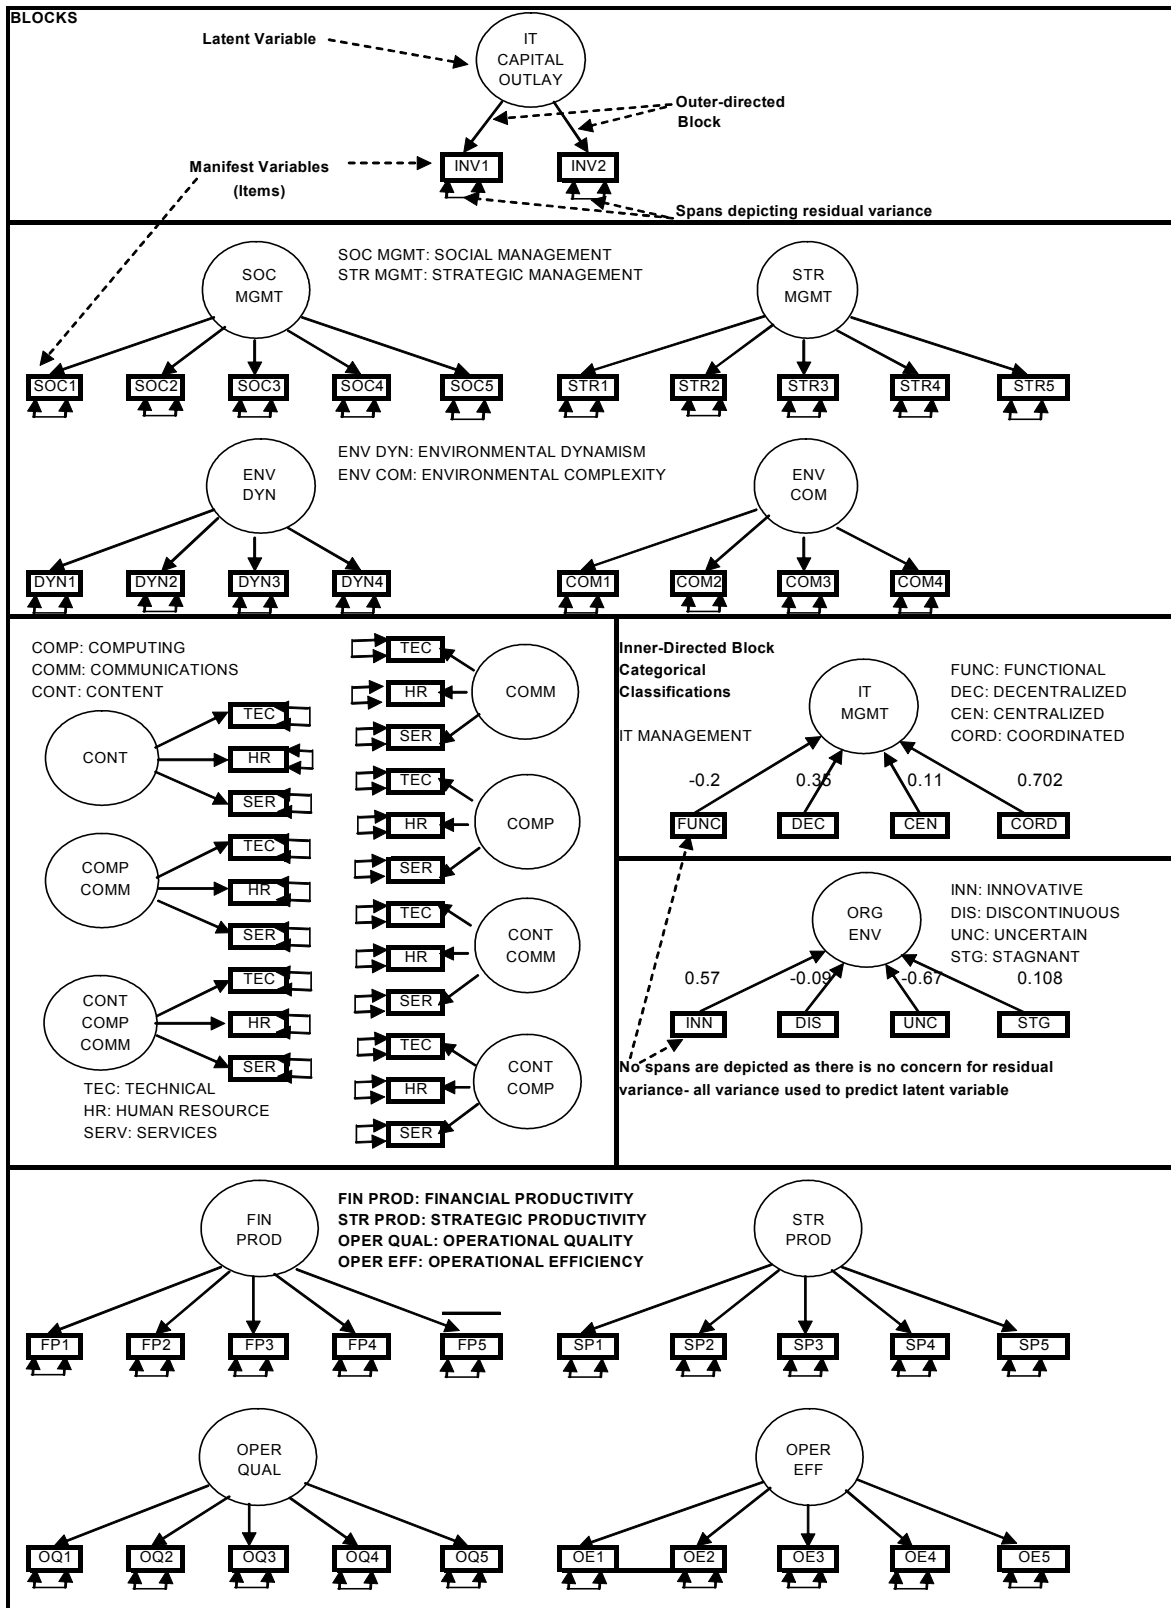 BLOCKS
Latent Variable
IT
CAPITAL
OUTLAY
Outer-directed
Block
Manifest Variables
(Items)
INV1
INV2
Spans depicting residual variance
SOC MGMT: SOCIAL MANAGEMENT
STR MGMT: STRATEGIC MANAGEMENT
SOC
MGMT
STR
MGMT
SOC1
SOC2
SOC3
SOC4
SOC5
STR1
STR2
STR3
STR4
STR5
ENV DYN: ENVIRONMENTAL DYNAMISM
ENV COM: ENVIRONMENTAL COMPLEXITY
ENV
DYN
ENV
COM
DYN1
DYN2
DYN3
DYN4
COM1
COM2
COM3
COM4
COMP: COMPUTING
COMM: COMMUNICATIONS
CONT: CONTENT
CONT
TEC
HR
SER
COMP
COMM
TEC
HR
SER
CONT
COMP
COMM
TEC
HR
SER
TEC: TECHNICAL
HR: HUMAN RESOURCE
SERV: SERVICES
TEC
HR
SER
COMM
TEC
HR
SER
COMP
TEC
HR
SER
CONT
COMM
TEC
HR
SER
CONT
COMP
Inner-Directed Block
Categorical
Classifications
IT MANAGEMENT
IT
MGMT
FUNC: FUNCTIONAL
DEC: DECENTRALIZED
CEN: CENTRALIZED
CORD: COORDINATED
-0.2
0.35
0.11
0.702
FUNC
DEC
CEN
CORD
ORG
ENV
INN: INNOVATIVE
DIS: DISCONTINUOUS
UNC: UNCERTAIN
STG: STAGNANT
0.57
-0.09
-0.67
0.108
INN
DIS
UNC
STG
No spans are depicted as there is no concern for residual
variance- all variance used to predict latent variable
FIN PROD: FINANCIAL PRODUCTIVITY
STR PROD: STRATEGIC PRODUCTIVITY
OPER QUAL: OPERATIONAL QUALITY
OPER EFF: OPERATIONAL EFFICIENCY
FIN
PROD
STR
PROD
FP1
FP2
FP3
FP4
FP5
SP1
SP2
SP3
SP4
SP5
OPER
QUAL
OPER
EFF
OQ1
OQ2
OQ3
OQ4
OQ5
OE1
OE2
OE3
OE4
OE5